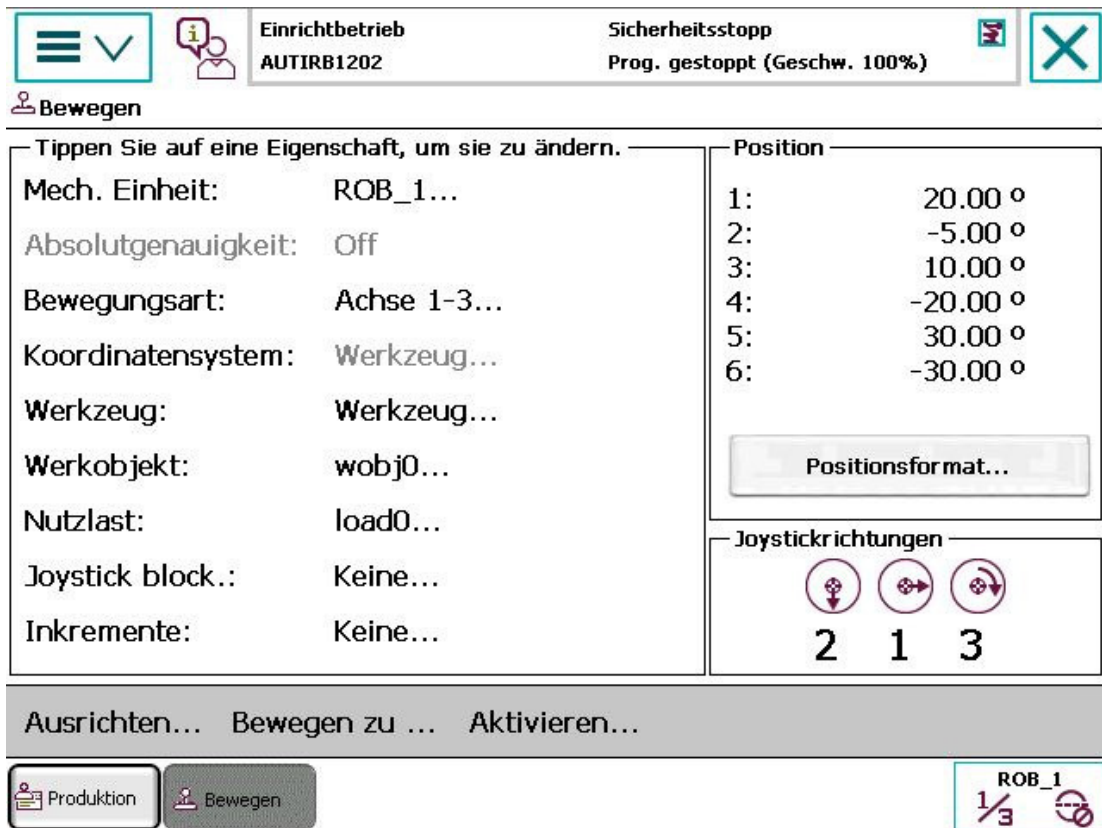 Einrichtbetrieb
AUTIRB1202
Sicherheitsstopp
Prog. gestoppt (Geschw. 100%)
Bewegen
Tippen Sie auf eine Eigenschaft, um sie zu ändern.
Mech. Einheit: ROB_1...
Absolutgenauigkeit: Off
Bewegungsart: Achse 1-3...
Koordinatensystem: Werkzeug...
Werkzeug: Werkzeug...
Werkobjekt: wobj0...
Nutzlast: load0...
Joystick block.: Keine...
Inkremente: Keine...
Position
1: 20.00 º
2: -5.00 º
3: 10.00 º
4: -20.00 º
5: 30.00 º
6: -30.00 º
Positionsformat...
Joystickrichtungen
2 1 3
Ausrichten... Bewegen zu ... Aktivieren...
Produktion
Bewegen
ROB_1
1/3